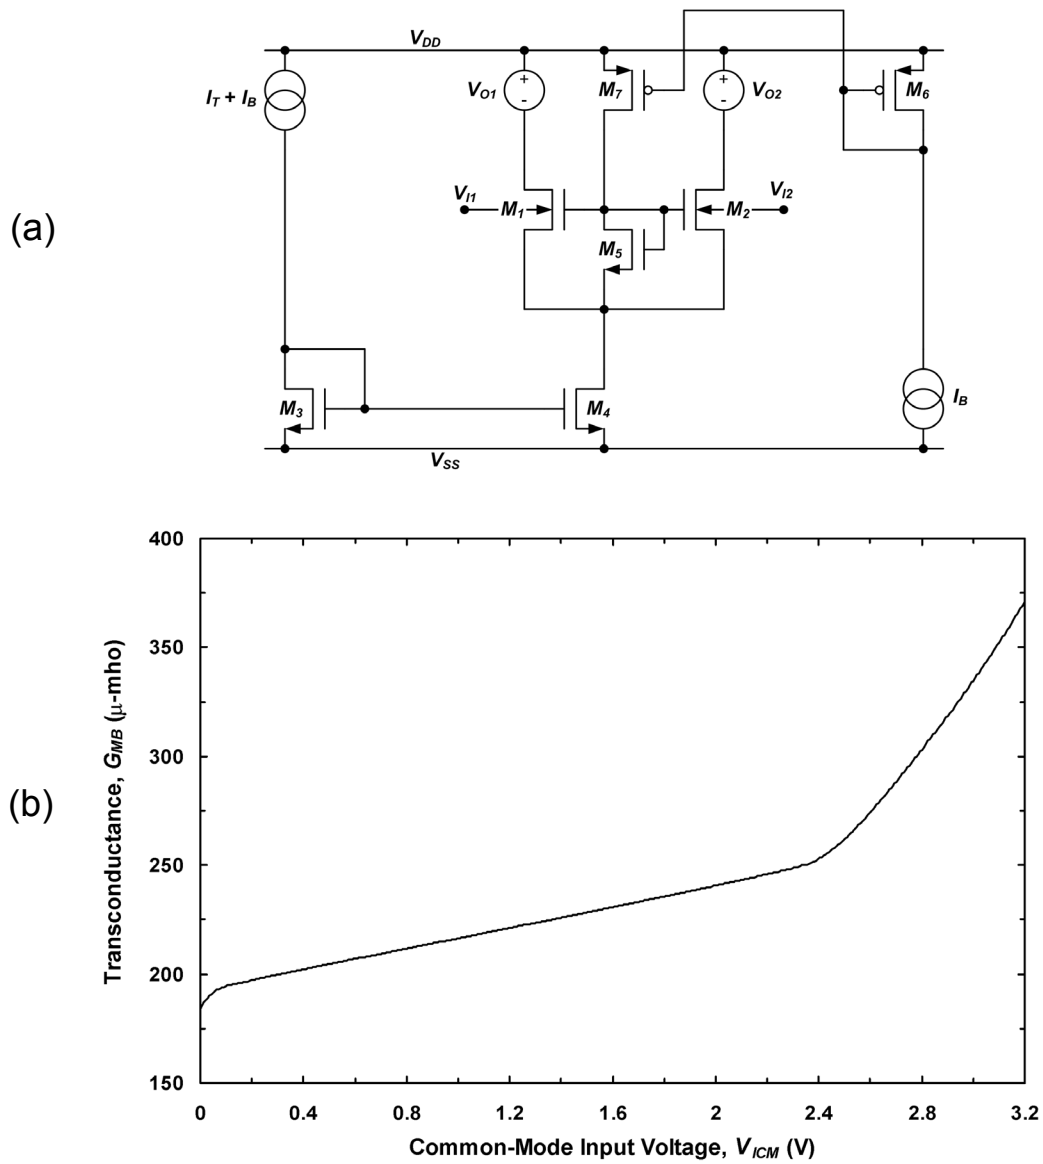 (a)
V_DD
I_T + I_B
V_O1
M_7
V_O2
M_6
V_I1
M_1
M_2
V_I2
M_5
M_3
M_4
I_B
V_SS
(b)
400
350
300
250
200
150
Transconductance, G_MB (μ-mho)
0 0.4 0.8 1.2 1.6 2 2.4 2.8 3.2
Common-Mode Input Voltage, V_ICM (V)